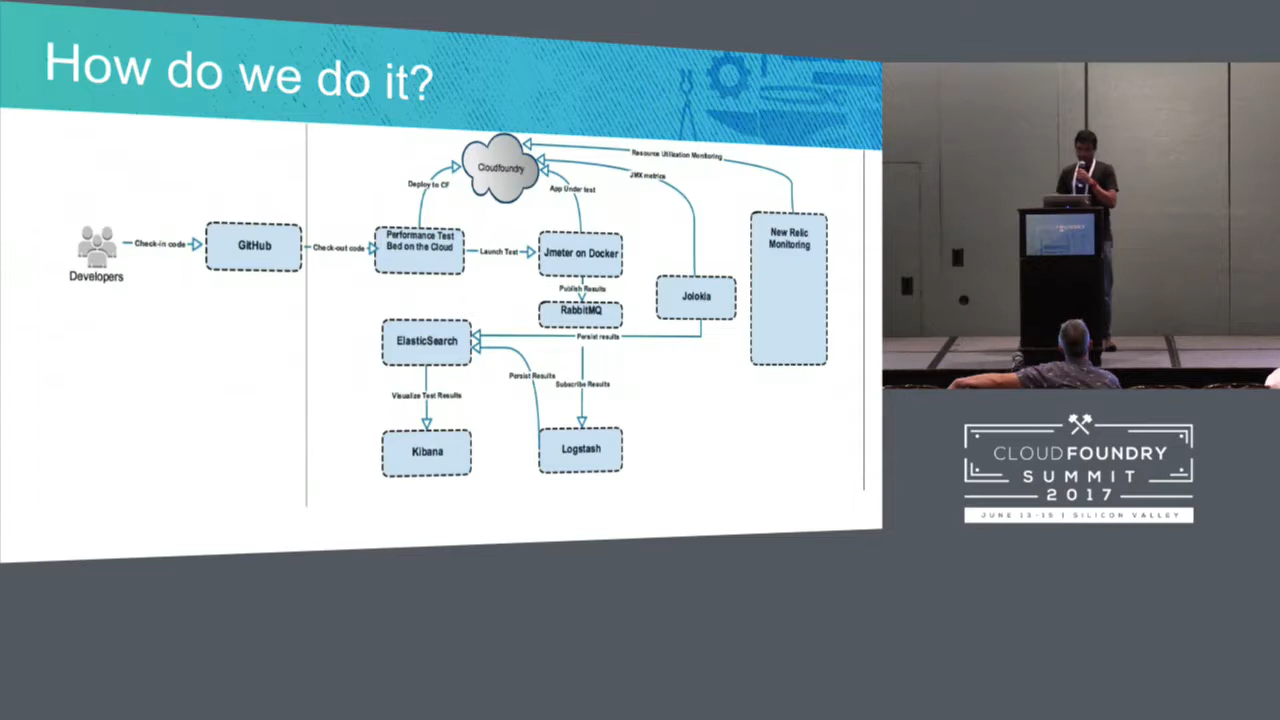 How do we do it?
Cloudfoundry
Resource Utilization Monitoring
JMX metrics
Deploy to CF
App Under test
Developers
Check-in code
GitHub
Check-out code
Performance Test
Bed on the Cloud
Launch Test
Jmeter on Docker
New Relic
Monitoring
Publish Results
RabbitMQ
Jolokia
ElasticSearch
Persist results
Persist Results
Subscribe Results
Visualize Test Results
Kibana
Logstash
CLOUDFOUNDRY
SUMMIT
2017
JUNE 13-15 | SILICON VALLEY